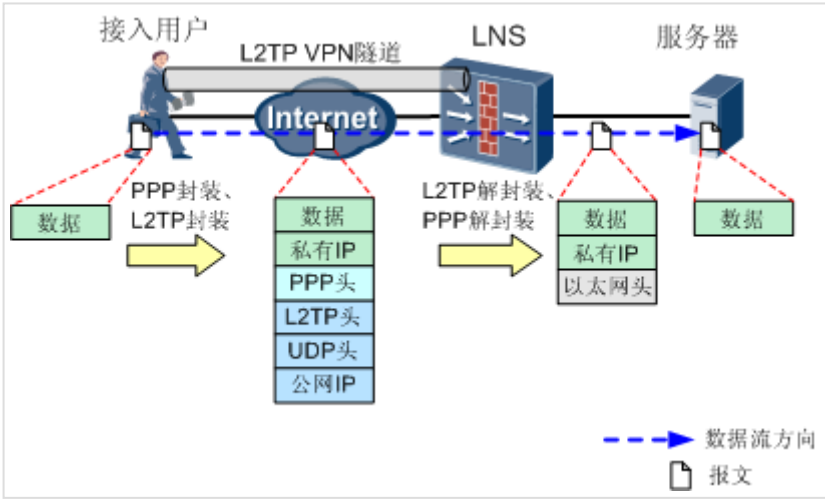 接入用户
LNS
服务器
L2TP VPN隧道
Internet
PPP封装、
L2TP封装
L2TP解封装、
PPP解封装
数据
数据
私有IP
PPP头
L2TP头
UDP头
公网IP
数据
私有IP
以太网头
数据
数据流方向
报文